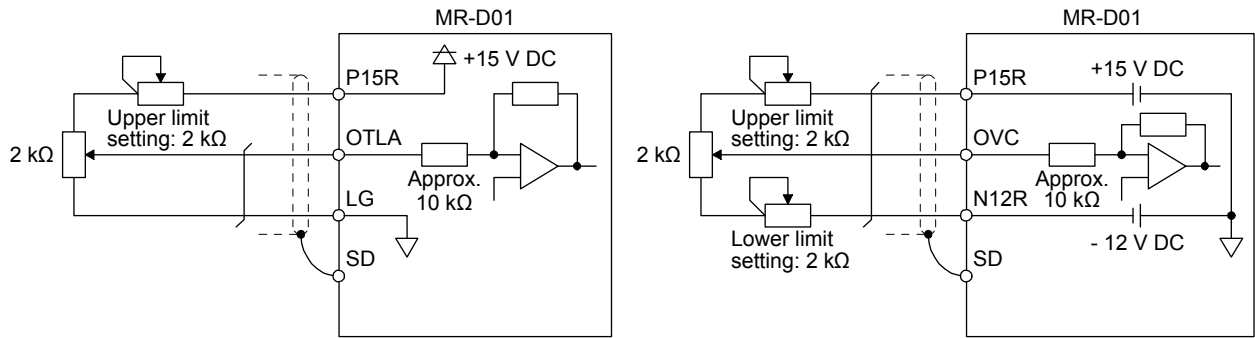 MR-D01
P15R
+15 V DC
Upper limit
setting: 2 kΩ
2 kΩ
OTLA
Approx.
10 kΩ
LG
SD
MR-D01
P15R
+15 V DC
Upper limit
setting: 2 kΩ
2 kΩ
OVC
Approx.
10 kΩ
N12R
Lower limit
setting: 2 kΩ
- 12 V DC
SD